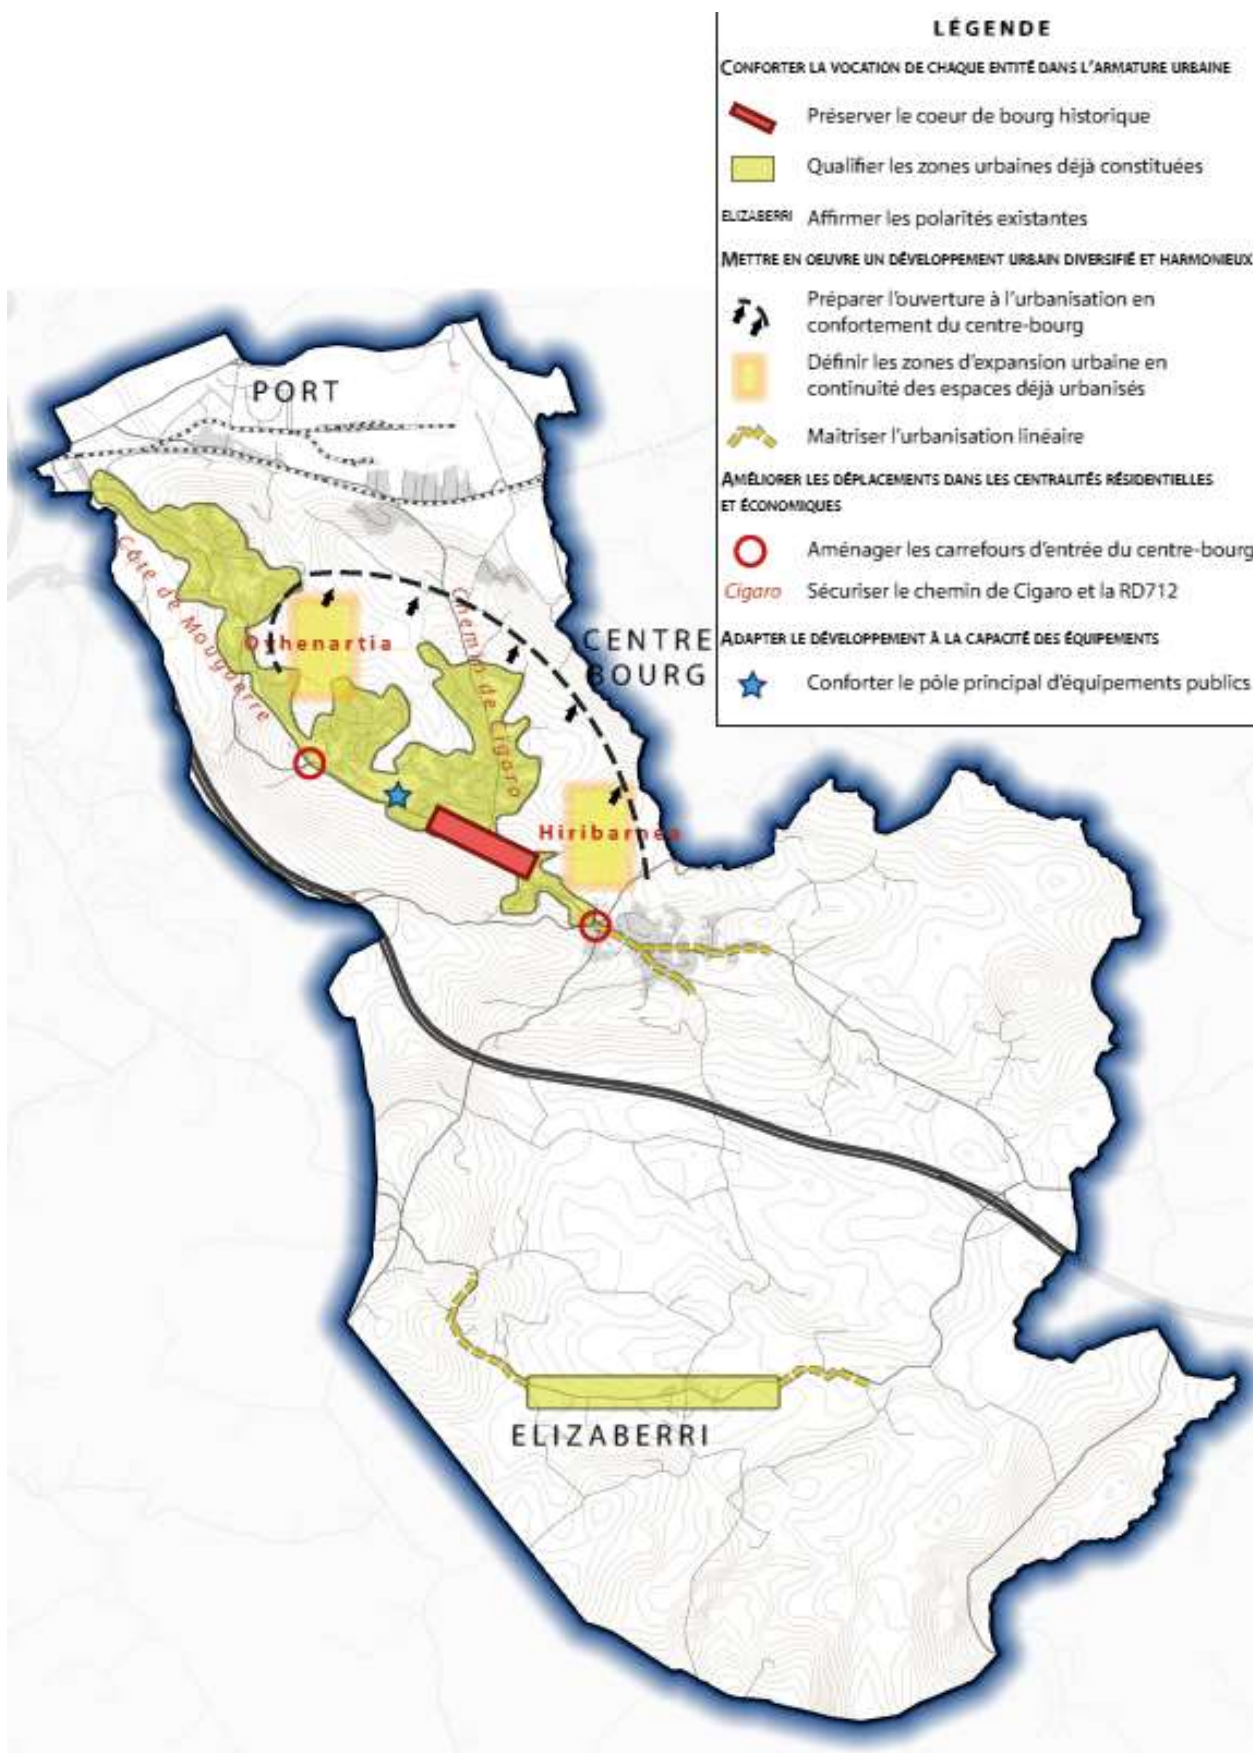 LÉGENDE
CONFORTER LA VOCATION DE CHAQUE ENTITÉ DANS L'ARMATURE URBAINE
Préserver le coeur de bourg historique
Qualifier les zones urbaines déjà constituées
ELIZABERRI Affirmer les polarités existantes
METTRE EN OEUVRE UN DÉVELOPPEMENT URBAIN DIVERSIFIÉ ET HARMONIEUX
Préparer l'ouverture à l'urbanisation en
confortement du centre-bourg
Définir les zones d'expansion urbaine en
continuité des espaces déjà urbanisés
Maîtriser l'urbanisation linéaire
AMÉLIORER LES DÉPLACEMENTS DANS LES CENTRALITÉS RÉSIDENTIELLES
ET ÉCONOMIQUES
Aménager les carrefours d'entrée du centre-bourg
Cigaro Sécuriser le chemin de Cigaro et la RD712
ADAPTER LE DÉVELOPPEMENT À LA CAPACITÉ DES ÉQUIPEMENTS
Conforter le pôle principal d'équipements publics
PORT
Côte de Mouguerre
Chemin de Cigaro
Oyhenartia
CENTRE
BOURG
Hiribarnea
ELIZABERRI